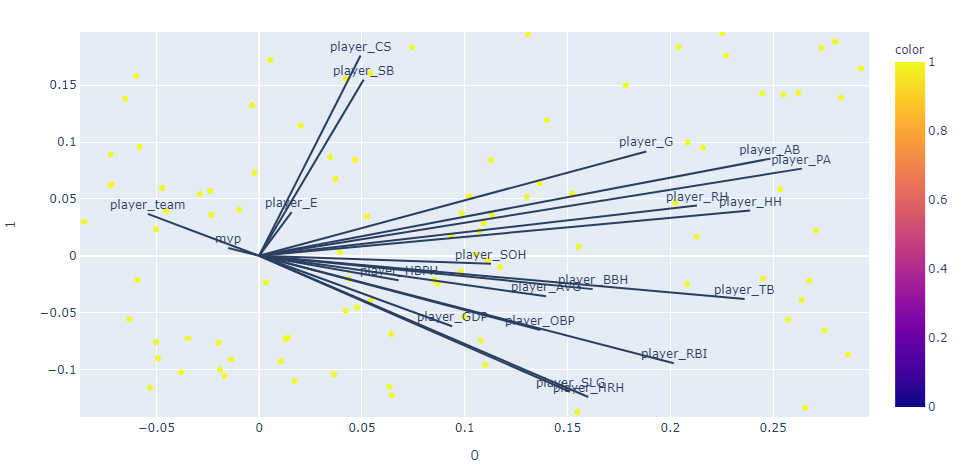 color
player_CS
player_SB
player_G
player_AB
player_PA
player_RH
player_HH
player_E
player_team
mvp
player_SOH
player_HBPH
player_BBH
player_AVG
player_TB
player_GDP
player_OBP
player_RBI
player_SLG
player_HRH
0.15
0.1
0.05
0
−0.05
−0.1
1
−0.05
0
0.05
0.1
0.15
0.2
0.25
0
1
0.8
0.6
0.4
0.2
0